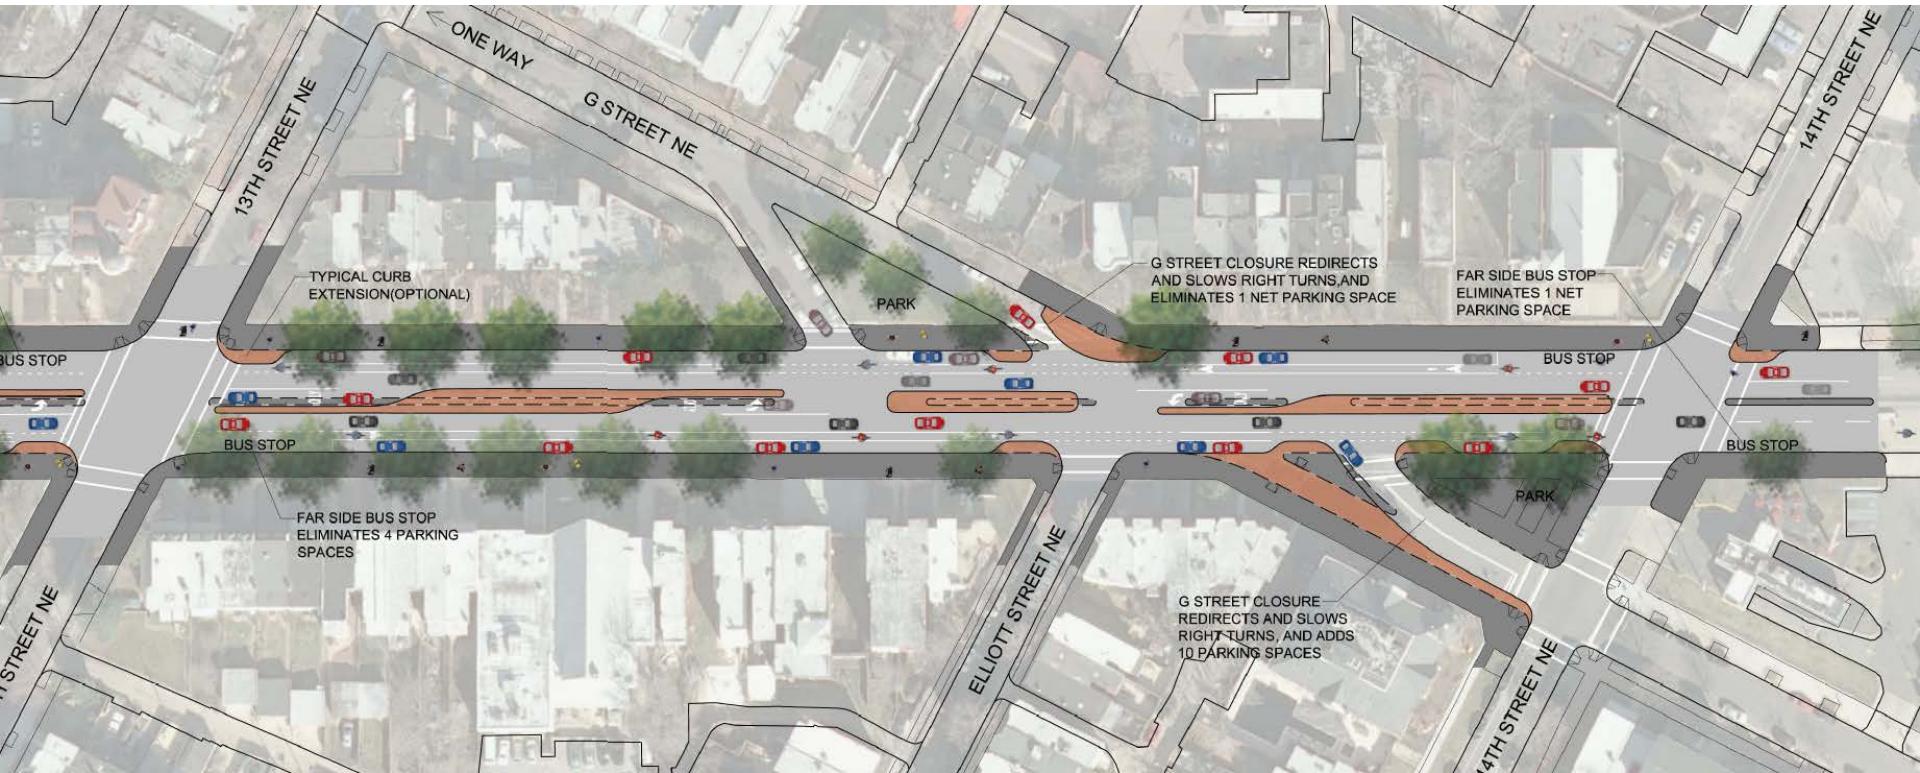 ONE WAY
G STREET NE
13TH STREET NE
14TH STREET NE
TYPICAL CURB
EXTENSION(OPTIONAL)
PARK
G STREET CLOSURE REDIRECTS
AND SLOWS RIGHT TURNS,AND
ELIMINATES 1 NET PARKING SPACE
FAR SIDE BUS STOP
ELIMINATES 1 NET
PARKING SPACE
BUS STOP
BUS STOP
BUS STOP
BUS STOP
PARK
FAR SIDE BUS STOP
ELIMINATES 4 PARKING
SPACES
ELLIOTT STREET NE
G STREET CLOSURE
REDIRECTS AND SLOWS
RIGHT TURNS, AND ADDS
10 PARKING SPACES
STREET NE
14TH STREET NE